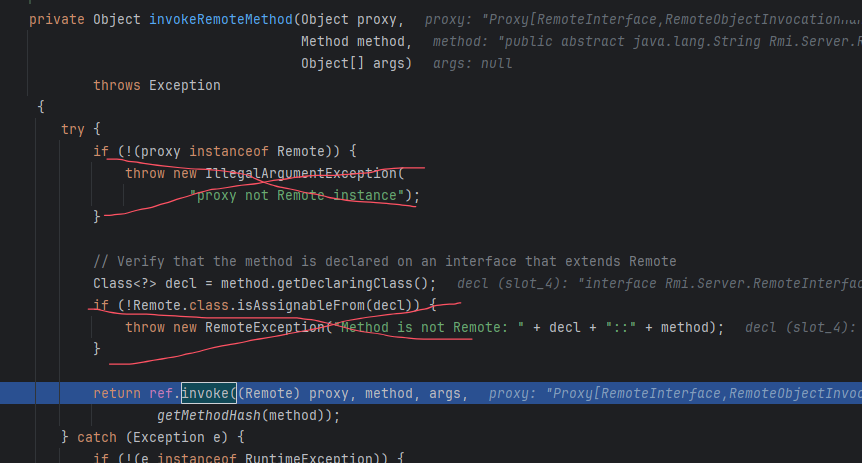 private Object invokeRemoteMethod(Object proxy, proxy: "Proxy[RemoteInterface,RemoteObjectInvocationHan
Method method, method: "public abstract java.lang.String Rmi.Server.R
Object[] args) args: null
throws Exception
{
try {
if (!(proxy instanceof Remote)) {
throw new IllegalArgumentException(
"proxy not Remote instance");
}
// Verify that the method is declared on an interface that extends Remote
Class<?> decl = method.getDeclaringClass(); decl (slot_4): "interface Rmi.Server.RemoteInterfac
if (!Remote.class.isAssignableFrom(decl)) {
throw new RemoteException("Method is not Remote: " + decl + "::" + method); decl (slot_4):
}
return ref.invoke((Remote) proxy, method, args, proxy: "Proxy[RemoteInterface,RemoteObjectInvoc
getMethodHash(method));
} catch (Exception e) {
if (!(e instanceof RuntimeException)) {